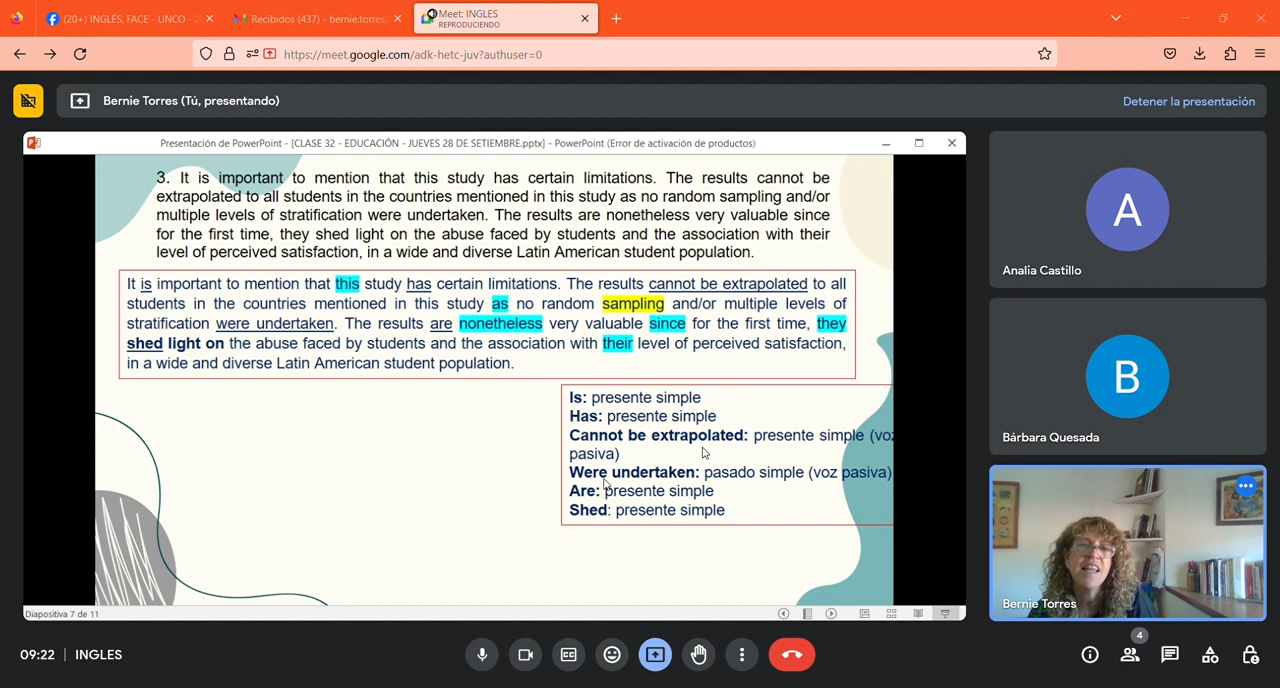 (20+) INGLÉS, FACE - UNCO - 2
Recibidos (437) - bernie.torres
Meet: INGLES
REPRODUCIENDO
https://meet.google.com/adk-hetc-juv?authuser=0
Bernie Torres (Tú, presentando)
Detener la presentación
Presentación de PowerPoint - [CLASE 32 - EDUCACIÓN - JUEVES 28 DE SETIEMBRE.pptx] - PowerPoint (Error de activación de productos)
3. It is important to mention that this study has certain limitations. The results cannot be
extrapolated to all students in the countries mentioned in this study as no random sampling and/or
multiple levels of stratification were undertaken. The results are nonetheless very valuable since
for the first time, they shed light on the abuse faced by students and the association with their
level of perceived satisfaction, in a wide and diverse Latin American student population.
It is important to mention that this study has certain limitations. The results cannot be extrapolated to all
students in the countries mentioned in this study as no random sampling and/or multiple levels of
stratification were undertaken. The results are nonetheless very valuable since for the first time, they
shed light on the abuse faced by students and the association with their level of perceived satisfaction,
in a wide and diverse Latin American student population.
Is: presente simple
Has: presente simple
Cannot be extrapolated: presente simple (voz
pasiva)
Were undertaken: pasado simple (voz pasiva)
Are: presente simple
Shed: presente simple
Diapositiva 7 de 11
A
Analia Castillo
B
Bárbara Quesada
Bernie Torres
09:22 | INGLES
4